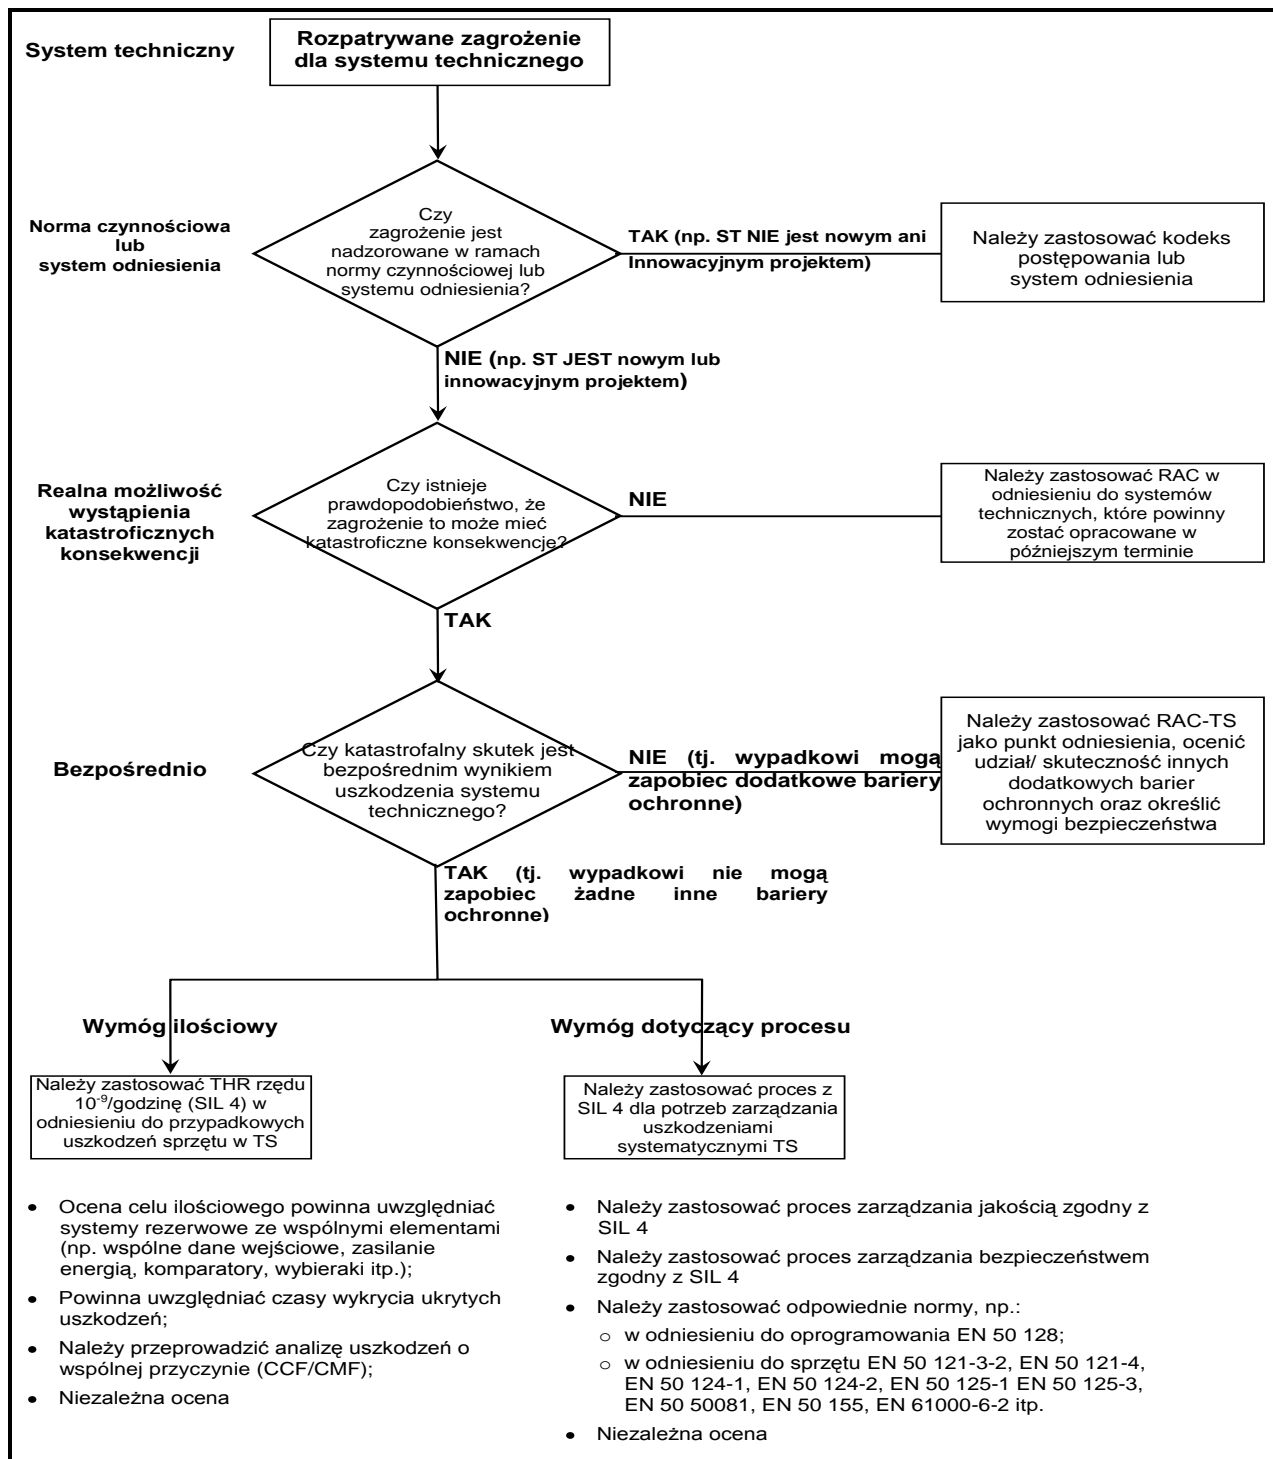 System techniczny
Rozpatrywane zagrożenie
dla systemu technicznego
Norma czynnościowa
lub
system odniesienia
Czy
zagrożenie jest
nadzorowane w ramach
normy czynnościowej lub
systemu odniesienia?
TAK (np. ST NIE jest nowym ani
Innowacyjnym projektem)
Należy zastosować kodeks
postępowania lub
system odniesienia
NIE (np. ST JEST nowym lub
innowacyjnym projektem)
Realna możliwość
wystąpienia
katastroficznych
konsekwencji
Czy istnieje
prawdopodobieństwo, że
zagrożenie to może mieć
katastroficzne konsekwencje?
NIE
Należy zastosować RAC w
odniesieniu do systemów
technicznych, które powinny
zostać opracowane w
późniejszym terminie
TAK
Bezpośrednio
Czy katastrofalny skutek jest
bezpośrednim wynikiem
uszkodzenia systemu
technicznego?
NIE (tj. wypadkowi mogą
zapobiec dodatkowe bariery
ochronne)
Należy zastosować RAC-TS
jako punkt odniesienia, ocenić
udział/ skuteczność innych
dodatkowych barier
ochronnych oraz określić
wymogi bezpieczeństwa
TAK (tj. wypadkowi nie mogą
zapobiec żadne inne bariery
ochronne)
Wymóg ilościowy
Wymóg dotyczący procesu
Należy zastosować THR rzędu
10⁻⁹/godzinę (SIL 4) w
odniesieniu do przypadkowych
uszkodzeń sprzętu w TS
Należy zastosować proces z
SIL 4 dla potrzeb zarządzania
uszkodzeniami
systematycznymi TS
• Ocena celu ilościowego powinna uwzględniać
systemy rezerwowe ze wspólnymi elementami
(np. wspólne dane wejściowe, zasilanie
energią, komparatory, wybieraki itp.);
• Powinna uwzględniać czasy wykrycia ukrytych
uszkodzeń;
• Należy przeprowadzić analizę uszkodzeń o
wspólnej przyczynie (CCF/CMF);
• Niezależna ocena
• Należy zastosować proces zarządzania jakością zgodny z
SIL 4
• Należy zastosować proces zarządzania bezpieczeństwem
zgodny z SIL 4
• Należy zastosować odpowiednie normy, np.:
o w odniesieniu do oprogramowania EN 50 128;
o w odniesieniu do sprzętu EN 50 121-3-2, EN 50 121-4,
EN 50 124-1, EN 50 124-2, EN 50 125-1 EN 50 125-3,
EN 50 50081, EN 50 155, EN 61000-6-2 itp.
• Niezależna ocena